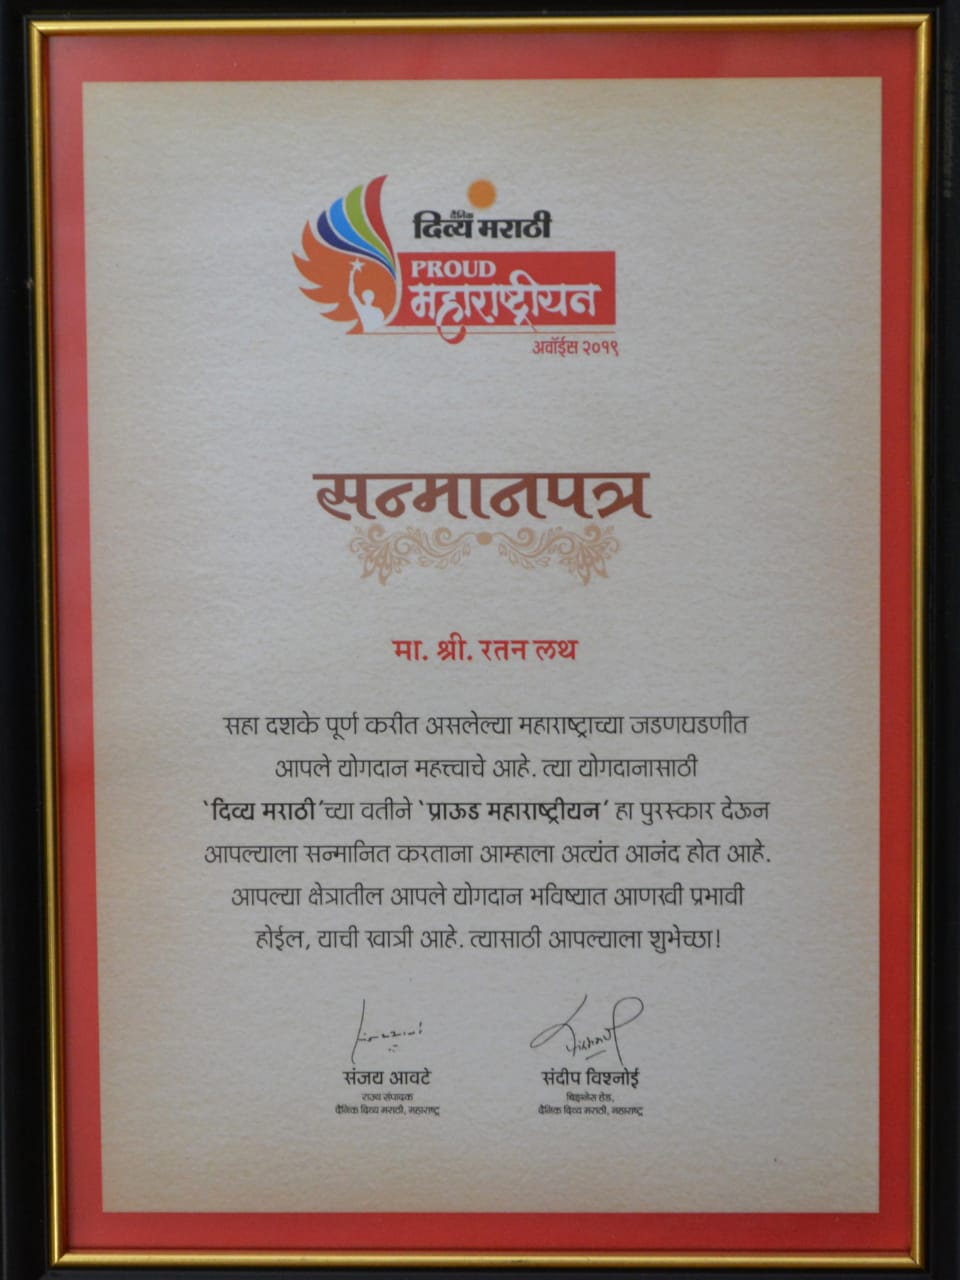 दैनिक
दिव्य मराठी
PROUD
महाराष्ट्रीयन
अवॉर्ड्स २०१९
सन्मानपत्र
मा. श्री. रतन लथ
सहा दशके पूर्ण करीत असलेल्या महाराष्ट्राच्या जडणघडणीत
आपले योगदान महत्त्वाचे आहे. त्या योगदानासाठी
‘दिव्य मराठी’च्या वतीने ‘प्राऊड महाराष्ट्रीयन’ हा पुरस्कार देऊन
आपल्याला सन्मानित करताना आम्हाला अत्यंत आनंद होत आहे.
आपल्या क्षेत्रातील आपले योगदान भविष्यात आणखी प्रभावी
होईल, याची खात्री आहे. त्यासाठी आपल्याला शुभेच्छा!
संजय आवटे
राज्य संपादक
दैनिक दिव्य मराठी, महाराष्ट्र
संदीप विश्नोई
बिझनेस हेड,
दैनिक दिव्य मराठी, महाराष्ट्र